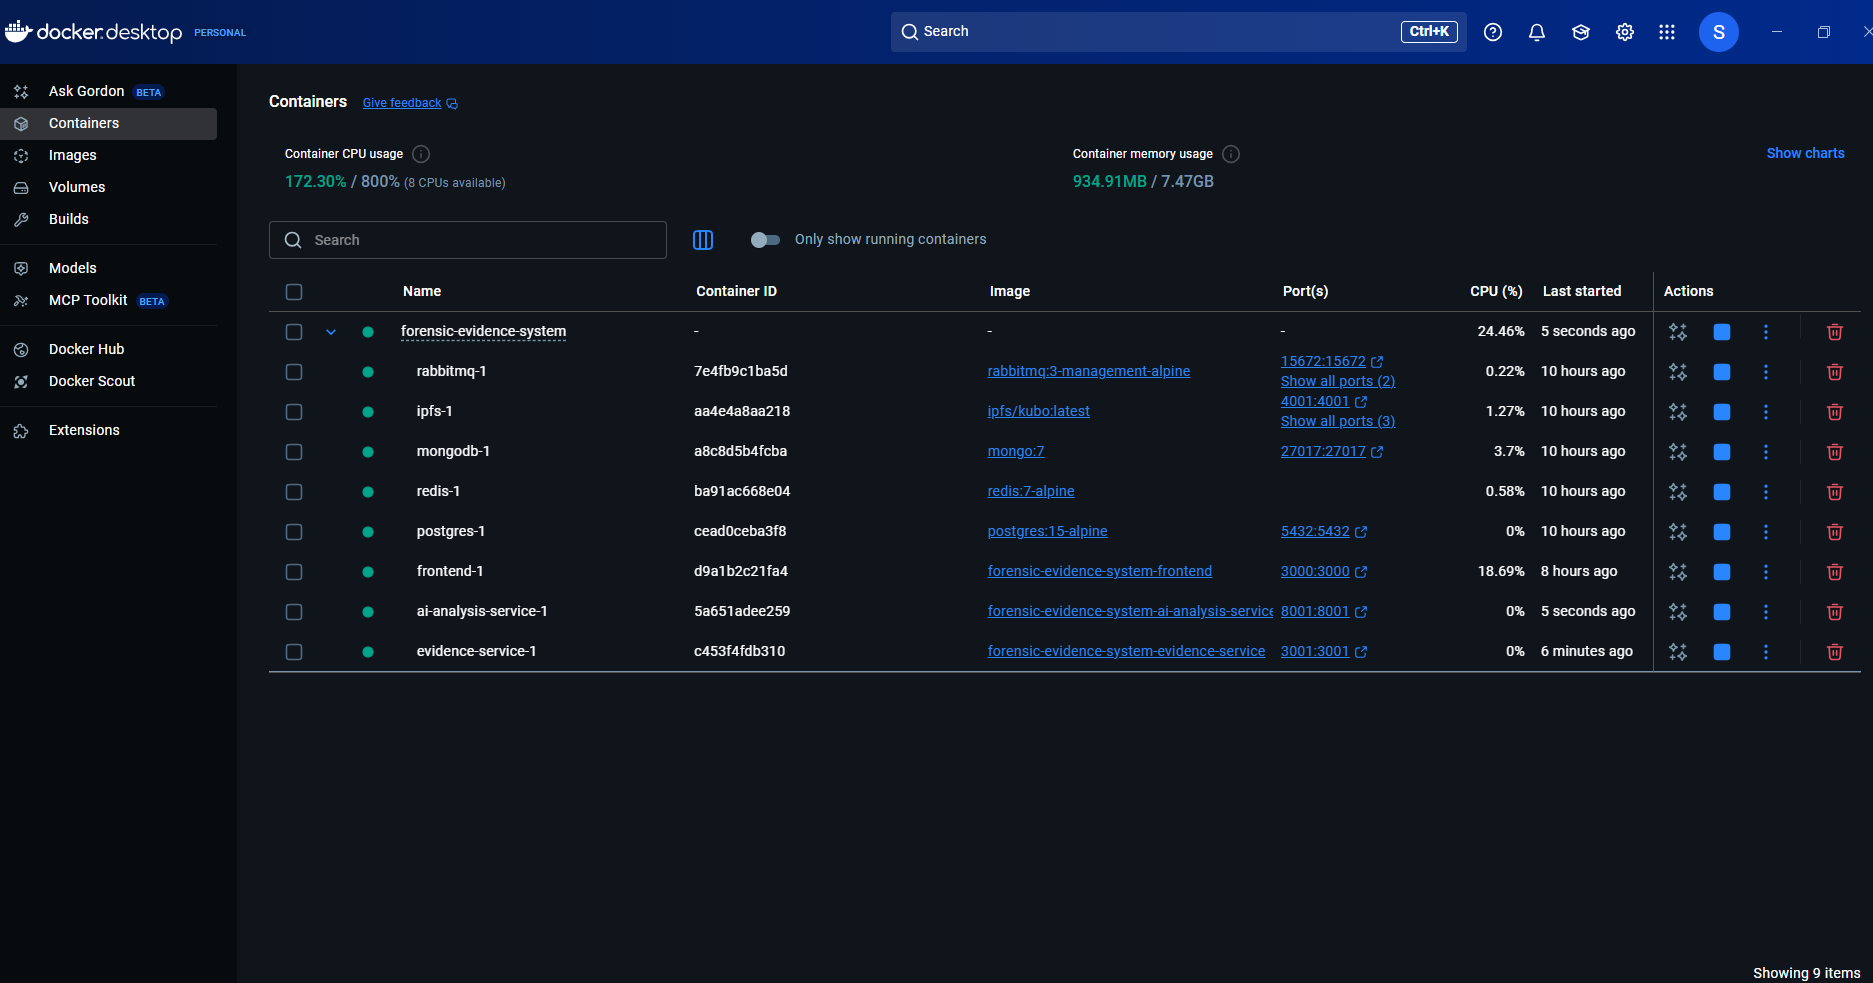 docker desktop PERSONAL
Search Ctrl+K
S
Ask Gordon BETA
Containers
Images
Volumes
Builds
Models
MCP Toolkit BETA
Docker Hub
Docker Scout
Extensions
Containers Give feedback
Container CPU usage
172.30% / 800% (8 CPUs available)
Container memory usage
934.91MB / 7.47GB
Show charts
Search
Only show running containers
Name Container ID Image Port(s) CPU (%) Last started Actions
forensic-evidence-system - - - 24.46% 5 seconds ago
rabbitmq-1 7e4fb9c1ba5d rabbitmq:3-management-alpine 15672:15672 0.22% 10 hours ago
Show all ports (2)
ipfs-1 aa4e4a8aa218 ipfs/kubo:latest 4001:4001 1.27% 10 hours ago
Show all ports (3)
mongodb-1 a8c8d5b4fcba mongo:7 27017:27017 3.7% 10 hours ago
redis-1 ba91ac668e04 redis:7-alpine 0.58% 10 hours ago
postgres-1 cead0ceba3f8 postgres:15-alpine 5432:5432 0% 10 hours ago
frontend-1 d9a1b2c21fa4 forensic-evidence-system-frontend 3000:3000 18.69% 8 hours ago
ai-analysis-service-1 5a651adee259 forensic-evidence-system-ai-analysis-service 8001:8001 0% 5 seconds ago
evidence-service-1 c453f4fdb310 forensic-evidence-system-evidence-service 3001:3001 0% 6 minutes ago
Showing 9 items